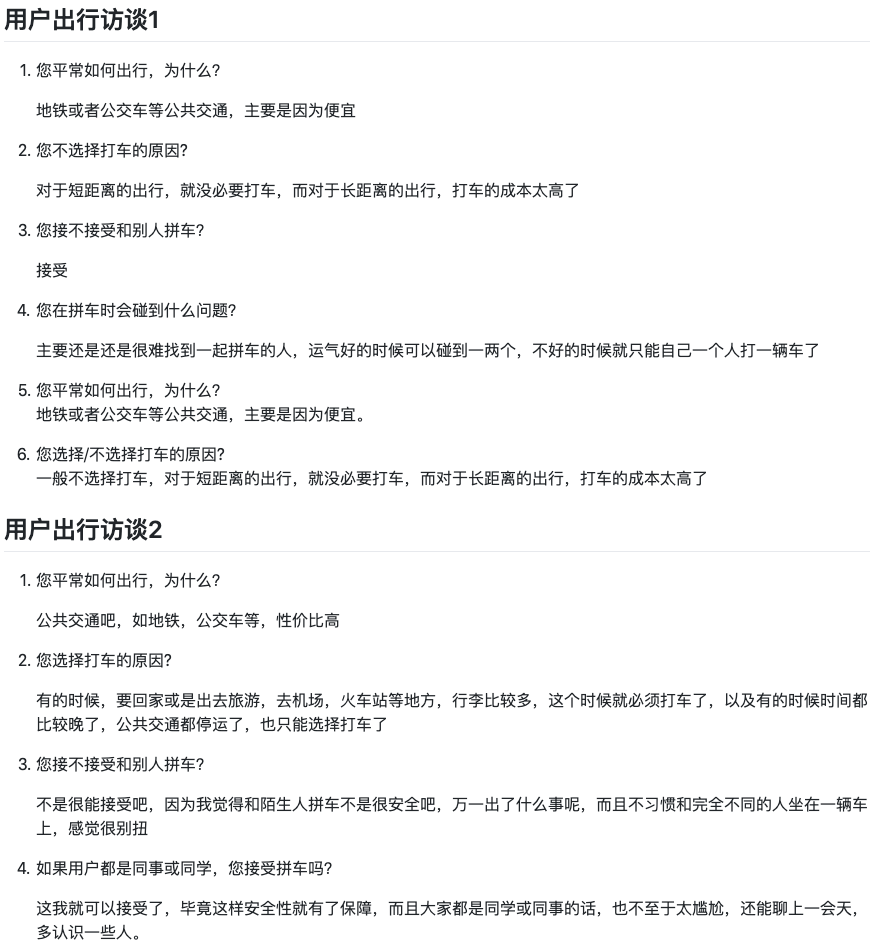 用户出行访谈1
1. 您平常如何出行，为什么?
地铁或者公交车等公共交通，主要是因为便宜
2. 您不选择打车的原因?
对于短距离的出行，就没必要打车，而对于长距离的出行，打车的成本太高了
3. 您接不接受和别人拼车?
接受
4. 您在拼车时会碰到什么问题?
主要还是还是很难找到一起拼车的人，运气好的时候可以碰到一两个，不好的时候就只能自己一个人打一辆车了
5. 您平常如何出行，为什么?
地铁或者公交车等公共交通，主要是因为便宜。
6. 您选择/不选择打车的原因?
一般不选择打车，对于短距离的出行，就没必要打车，而对于长距离的出行，打车的成本太高了
用户出行访谈2
1. 您平常如何出行，为什么?
公共交通吧，如地铁，公交车等，性价比高
2. 您选择打车的原因?
有的时候，要回家或是出去旅游，去机场，火车站等地方，行李比较多，这个时候就必须打车了，以及有的时候时间都
比较晚了，公共交通都停运了，也只能选择打车了
3. 您接不接受和别人拼车?
不是很能接受吧，因为我觉得和陌生人拼车不是很安全吧，万一出了什么事呢，而且不习惯和完全不同的人坐在一辆车
上，感觉很别扭
4. 如果用户都是同事或同学，您接受拼车吗?
这我就可以接受了，毕竟这样安全性就有了保障，而且大家都是同学或同事的话，也不至于太尴尬，还能聊上一会天，
多认识一些人。